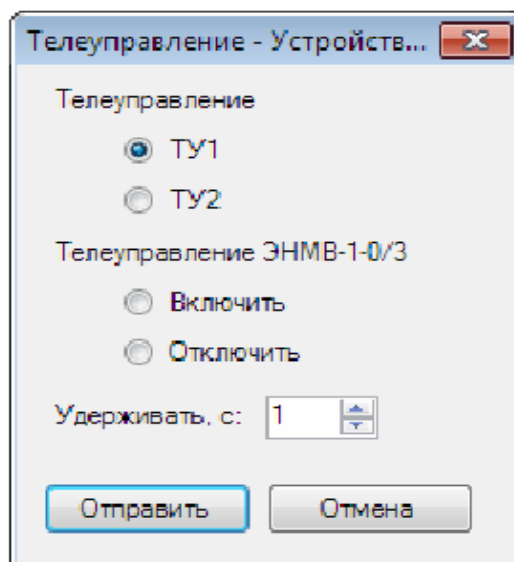 Телеуправление - Устройств...
Телеуправление
ТУ1
ТУ2
Телеуправление ЭНМВ-1-0/3
Включить
Отключить
Удерживать, с: 1
Отправить Отмена